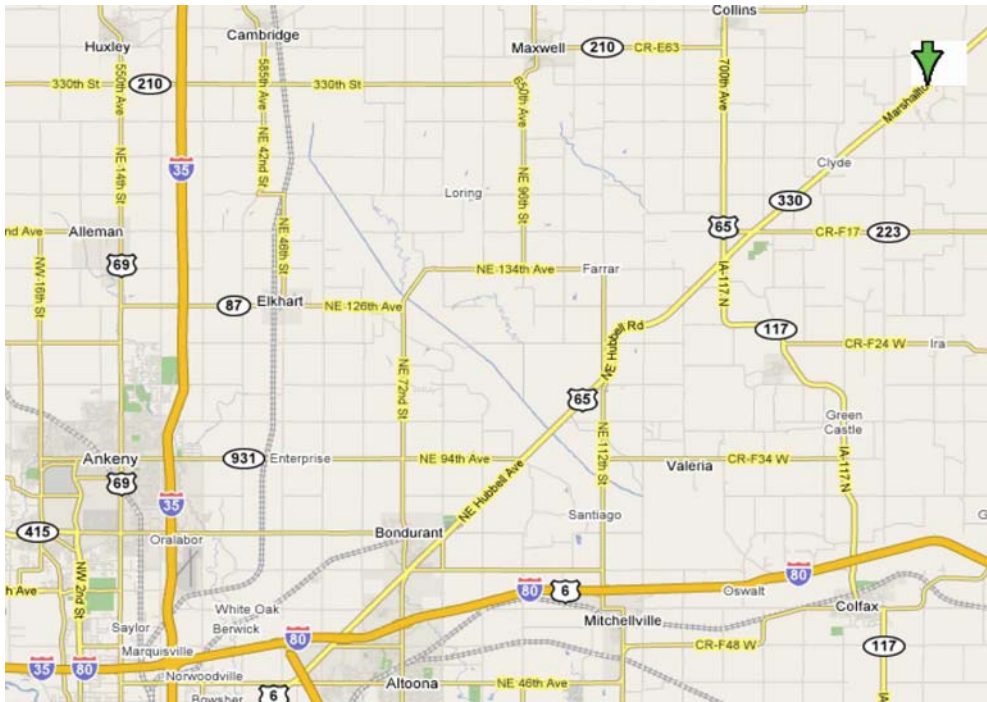 Collins
Huxley
Cambridge
Maxwell
210
CR-E63
330th St
210
330th St
550th Ave
585th Ave
650th Ave
700th Ave
NE 14th St
NE 42nd St
35
NE 96th St
Clyde
Loring
330
65
CR-F17
223
nd Ave
Alleman
NE 46th St
69
NW 16th St
NE 134th Ave
Farrar
IA-117 N
87
Elkhart
NE 126th Ave
NE Hubbell Rd
117
CR-F24 W
Ira
NE 72nd St
65
Green
Castle
Ankeny
931
Enterprise
NE 94th Ave
NE Hubbell Ave
NE 112th St
Valeria
CR-F34 W
IA-117 N
69
35
Santiago
G
415
Oralabor
Bondurant
80
NW 2nd St
h Ave
80
6
Oswalt
White Oak
Saylor
Berwick
80
Mitchellville
Colfax
Marquisville
CR-F48 W
117
35
80
Norwoodville
6
Altoona
NE 46th Ave
Bowsher